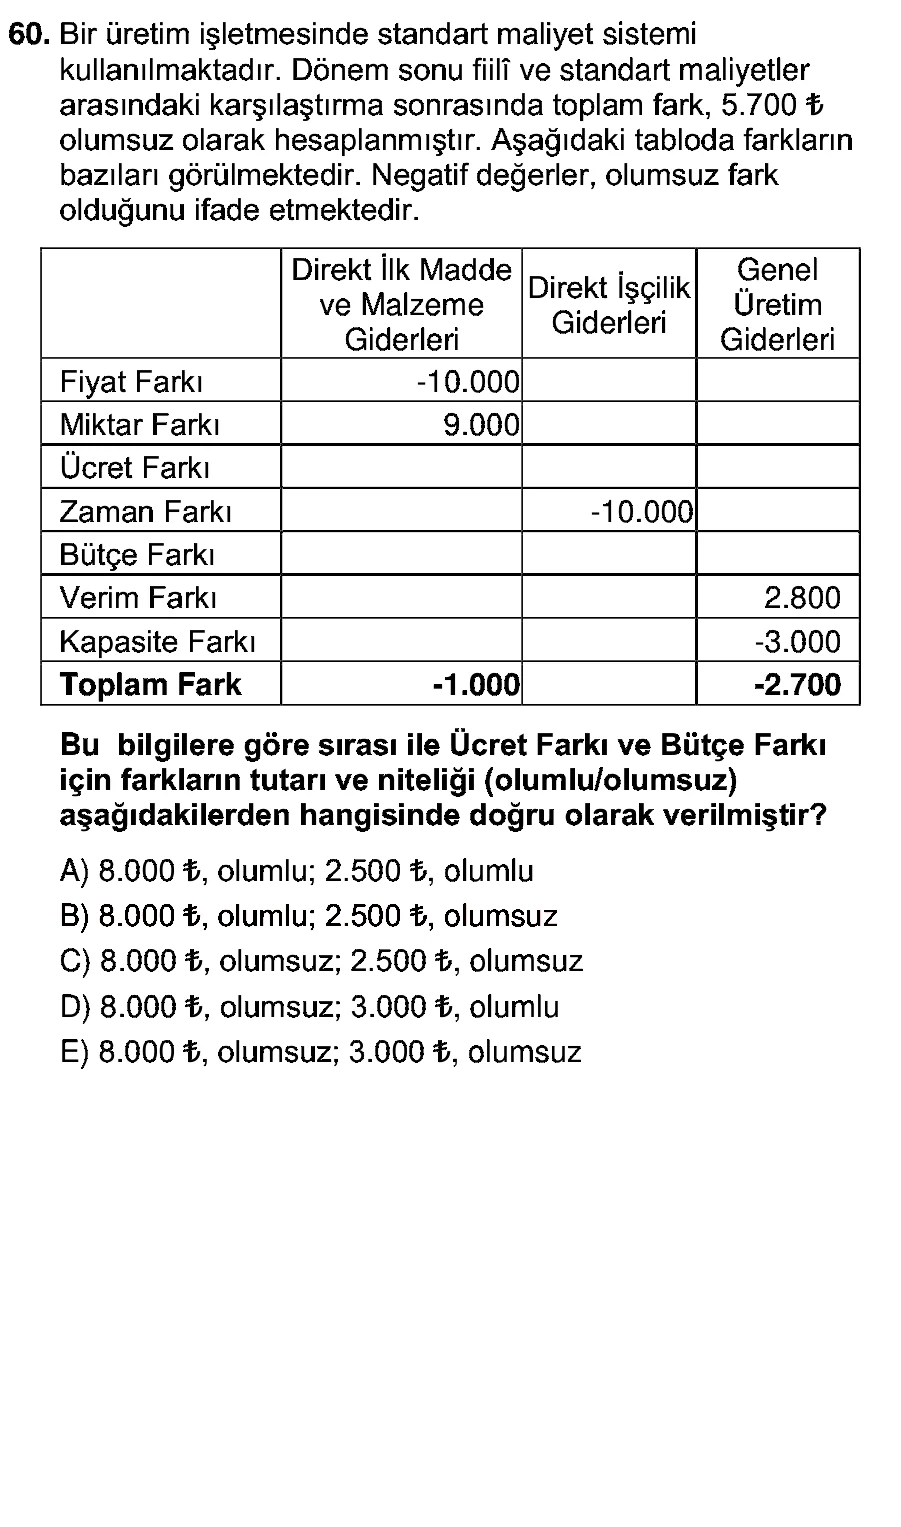 60. Bir üretim işletmesinde standart maliyet sistemi
kullanılmaktadır. Dönem sonu fiilî ve standart maliyetler
arasındaki karşılaştırma sonrasında toplam fark, 5.700 ₺
olumsuz olarak hesaplanmıştır. Aşağıdaki tabloda farkların
bazıları görülmektedir. Negatif değerler, olumsuz fark
olduğunu ifade etmektedir.
Direkt İlk Madde ve Malzeme Giderleri Direkt İşçilik Giderleri Genel Üretim Giderleri
Fiyat Farkı -10.000
Miktar Farkı 9.000
Ücret Farkı
Zaman Farkı -10.000
Bütçe Farkı
Verim Farkı 2.800
Kapasite Farkı -3.000
Toplam Fark -1.000 -2.700
Bu bilgilere göre sırası ile Ücret Farkı ve Bütçe Farkı
için farkların tutarı ve niteliği (olumlu/olumsuz)
aşağıdakilerden hangisinde doğru olarak verilmiştir?
A) 8.000 ₺, olumlu; 2.500 ₺, olumlu
B) 8.000 ₺, olumlu; 2.500 ₺, olumsuz
C) 8.000 ₺, olumsuz; 2.500 ₺, olumsuz
D) 8.000 ₺, olumsuz; 3.000 ₺, olumlu
E) 8.000 ₺, olumsuz; 3.000 ₺, olumsuz